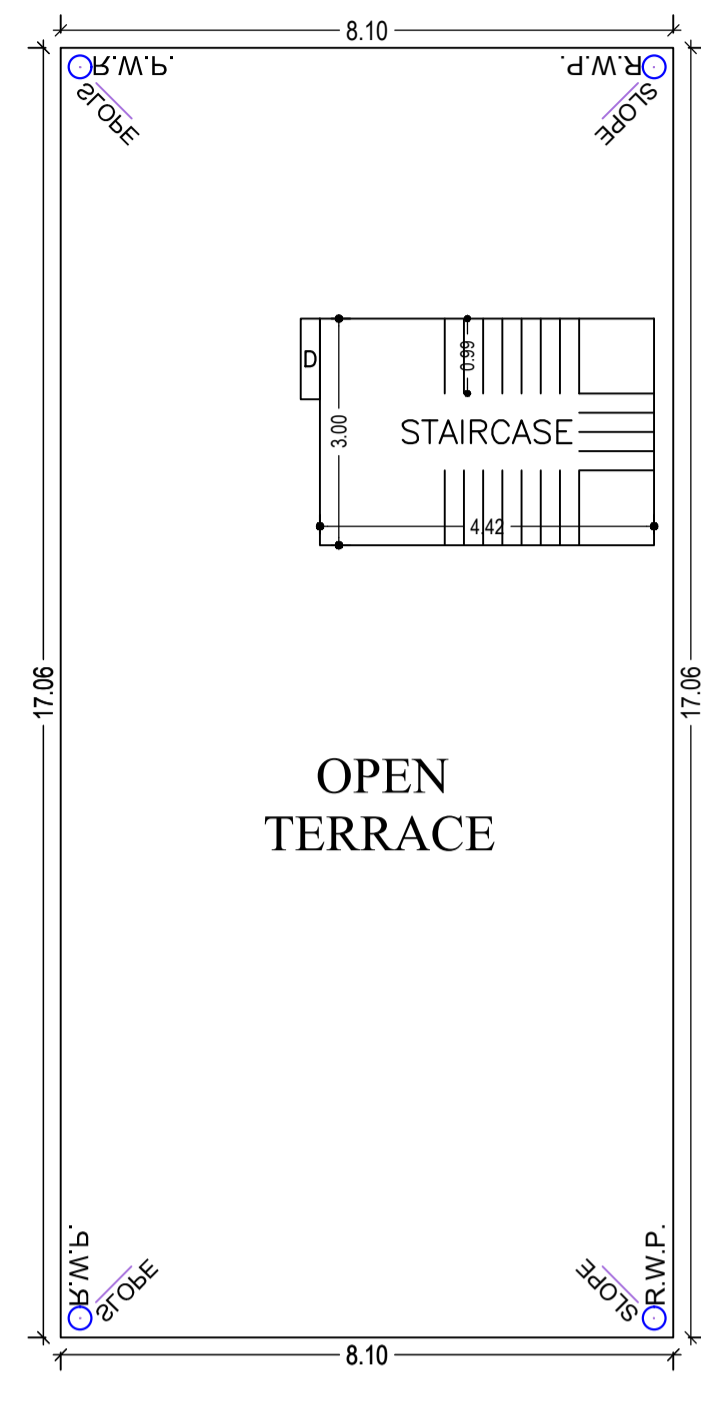 8.10
R.W.P.
R.W.P.
SLOPE
SLOPE
D
0.99
3.00
STAIRCASE
4.42
17.06
17.06
OPEN
TERRACE
R.W.P.
SLOPE
SLOPE
R.W.P.
8.10